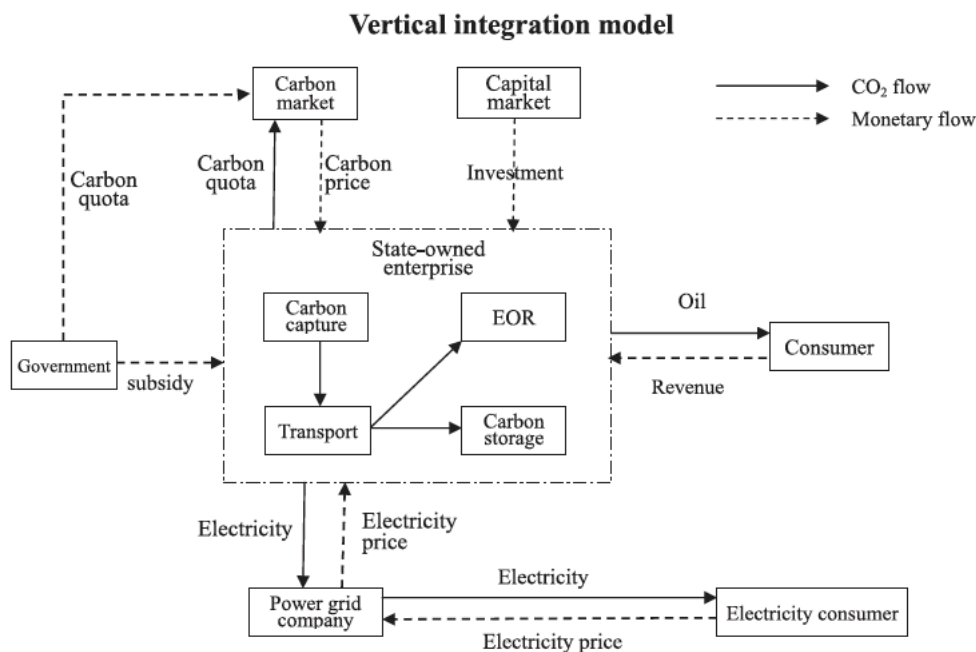 Vertical integration model
Carbon
market
Capital
market
CO₂ flow
Monetary flow
Carbon
quota
Carbon
quota
Carbon
price
Investment
State-owned
enterprise
Carbon
capture
EOR
Oil
Government
subsidy
Consumer
Revenue
Transport
Carbon
storage
Electricity
Electricity
price
Power grid
company
Electricity
Electricity consumer
Electricity price